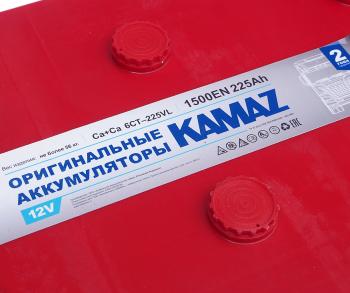 Ca+Ca 6СТ–225VL 1500EN 225Ah
Вес изделия: не более 56 кг.
ОРИГИНАЛЬНЫЕ
АККУМУЛЯТОРЫ
KAMAZ
12V
2